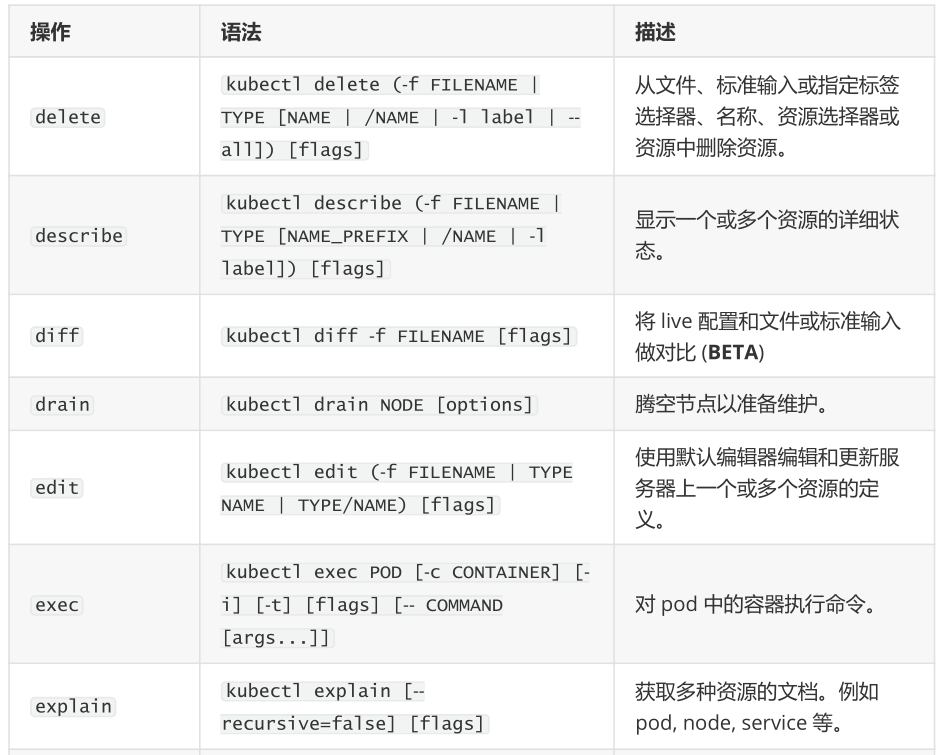 操作 语法 描述
delete
kubectl delete (-f FILENAME |
TYPE [NAME | /NAME | -l label | --
all]) [flags]
从文件、标准输入或指定标签
选择器、名称、资源选择器或
资源中删除资源。
describe
kubectl describe (-f FILENAME |
TYPE [NAME_PREFIX | /NAME | -l
label]) [flags]
显示一个或多个资源的详细状
态。
diff
kubectl diff -f FILENAME [flags]
将 live 配置和文件或标准输入
做对比 (BETA)
drain
kubectl drain NODE [options]
腾空节点以准备维护。
edit
kubectl edit (-f FILENAME | TYPE
NAME | TYPE/NAME) [flags]
使用默认编辑器编辑和更新服
务器上一个或多个资源的定
义。
exec
kubectl exec POD [-c CONTAINER] [-
i] [-t] [flags] [-- COMMAND
[args...]]
对 pod 中的容器执行命令。
explain
kubectl explain [--
recursive=false] [flags]
获取多种资源的文档。例如
pod, node, service 等。